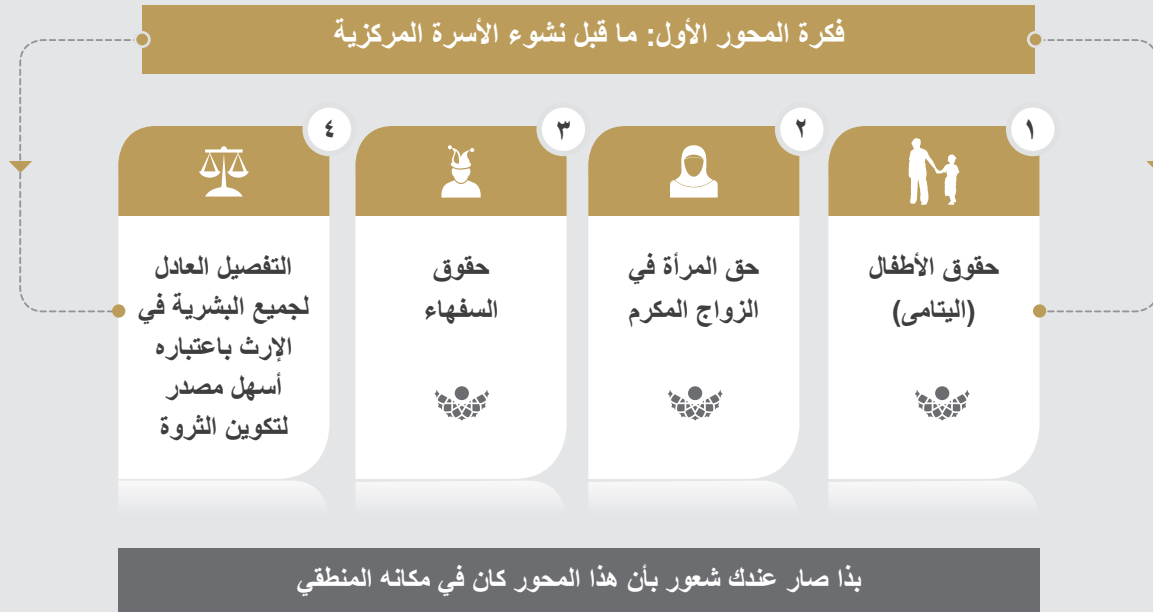 فكرة المحور الأول: ما قبل نشوء الأسرة المركزية
١
حقوق الأطفال
(اليتامى)
٢
حق المرأة في
الزواج المكرم
٣
حقوق
السفهاء
٤
التفصيل العادل
لجميع البشرية في
الإرث باعتباره
أسهل مصدر
لتكوين الثروة
بذا صار عندك شعور بأن هذا المحور كان في مكانه المنطقي